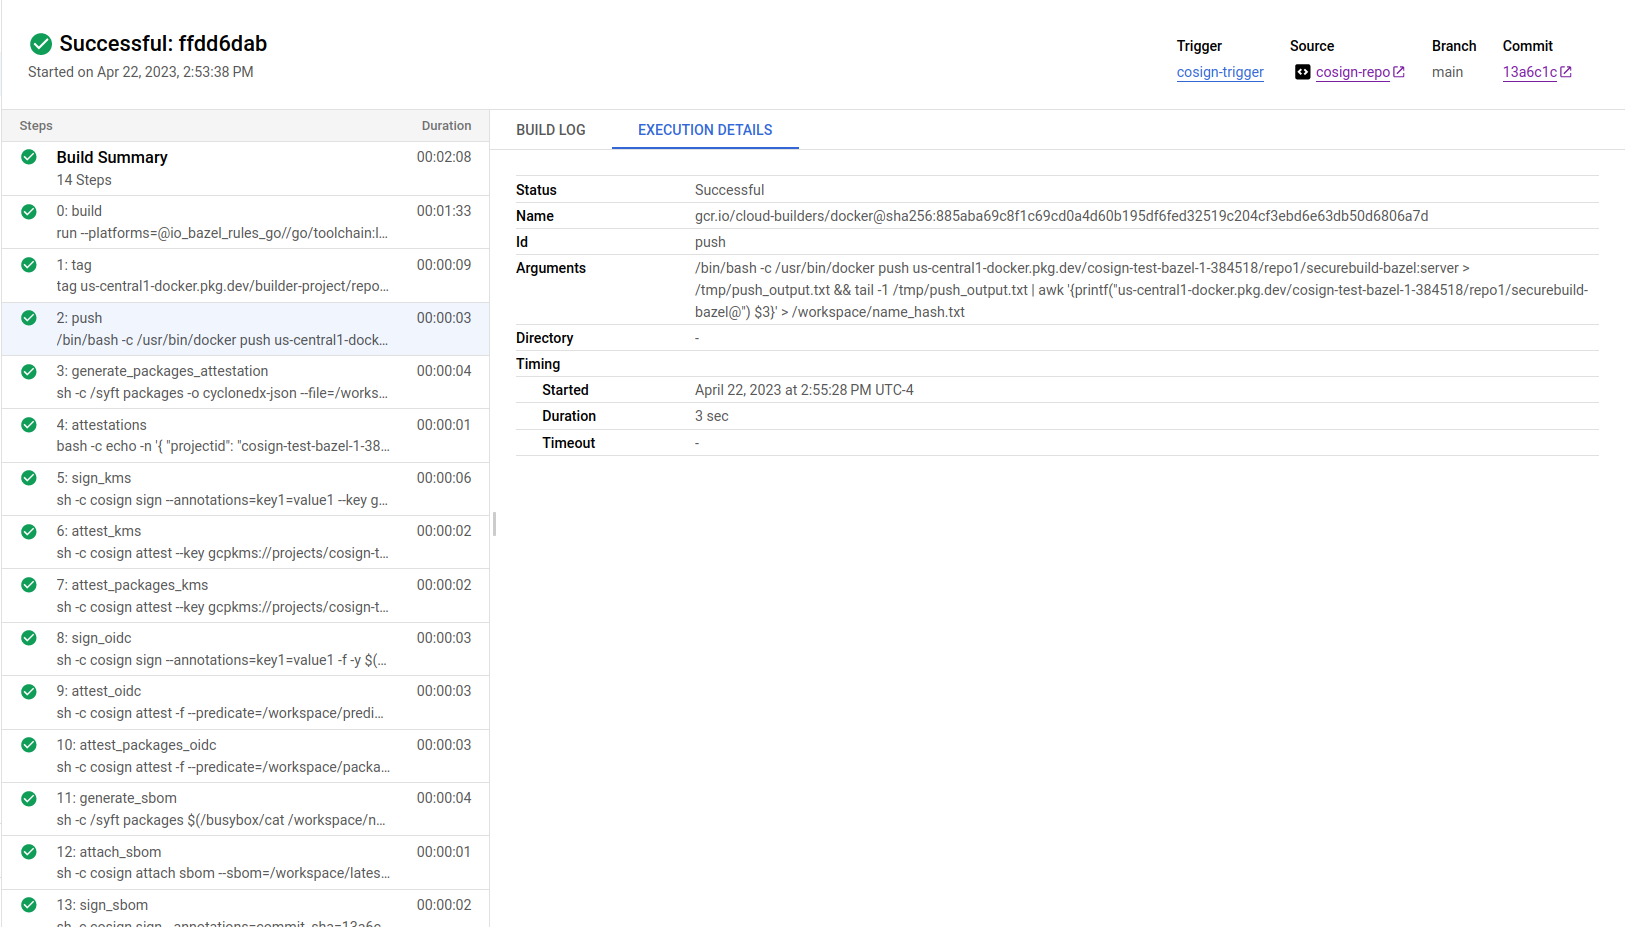 Successful: ffdd6dab
Started on Apr 22, 2023, 2:53:38 PM
Trigger
cosign-trigger
Source
cosign-repo
Branch
main
Commit
13a6c1c
Steps
Duration
Build Summary
00:02:08
14 Steps
0: build
00:01:33
run --platforms=@io_bazel_rules_go//go/toolchain:l...
1: tag
00:00:09
tag us-central1-docker.pkg.dev/builder-project/repo...
2: push
00:00:03
/bin/bash -c /usr/bin/docker push us-central1-dock...
3: generate_packages_attestation
00:00:04
sh -c /syft packages -o cyclonedx-json --file=/works...
4: attestations
00:00:01
bash -c echo -n '{ "projectid": "cosign-test-bazel-1-38...
5: sign_kms
00:00:06
sh -c cosign sign --annotations=key1=value1 --key g...
6: attest_kms
00:00:02
sh -c cosign attest --key gcpkms://projects/cosign-t...
7: attest_packages_kms
00:00:02
sh -c cosign attest --key gcpkms://projects/cosign-t...
8: sign_oidc
00:00:03
sh -c cosign sign --annotations=key1=value1 -f -y $(...
9: attest_oidc
00:00:03
sh -c cosign attest -f --predicate=/workspace/predi...
10: attest_packages_oidc
00:00:03
sh -c cosign attest -f --predicate=/workspace/packa...
11: generate_sbom
00:00:04
sh -c /syft packages $(/busybox/cat /workspace/n...
12: attach_sbom
00:00:01
sh -c cosign attach sbom --sbom=/workspace/lates...
13: sign_sbom
00:00:02
sh -c cosign sign --annotations=commit_sha=13a6c...
BUILD LOG
EXECUTION DETAILS
Status
Successful
Name
gcr.io/cloud-builders/docker@sha256:885aba69c8f1c69cd0a4d60b195df6fed32519c204cf3ebd6e63db50d6806a7d
Id
push
Arguments
/bin/bash -c /usr/bin/docker push us-central1-docker.pkg.dev/cosign-test-bazel-1-384518/repo1/securebuild-bazel:server >
/tmp/push_output.txt && tail -1 /tmp/push_output.txt | awk '{printf("us-central1-docker.pkg.dev/cosign-test-bazel-1-384518/repo1/securebuild-
bazel@") $3}' > /workspace/name_hash.txt
Directory
-
Timing
Started
April 22, 2023 at 2:55:28 PM UTC-4
Duration
3 sec
Timeout
-